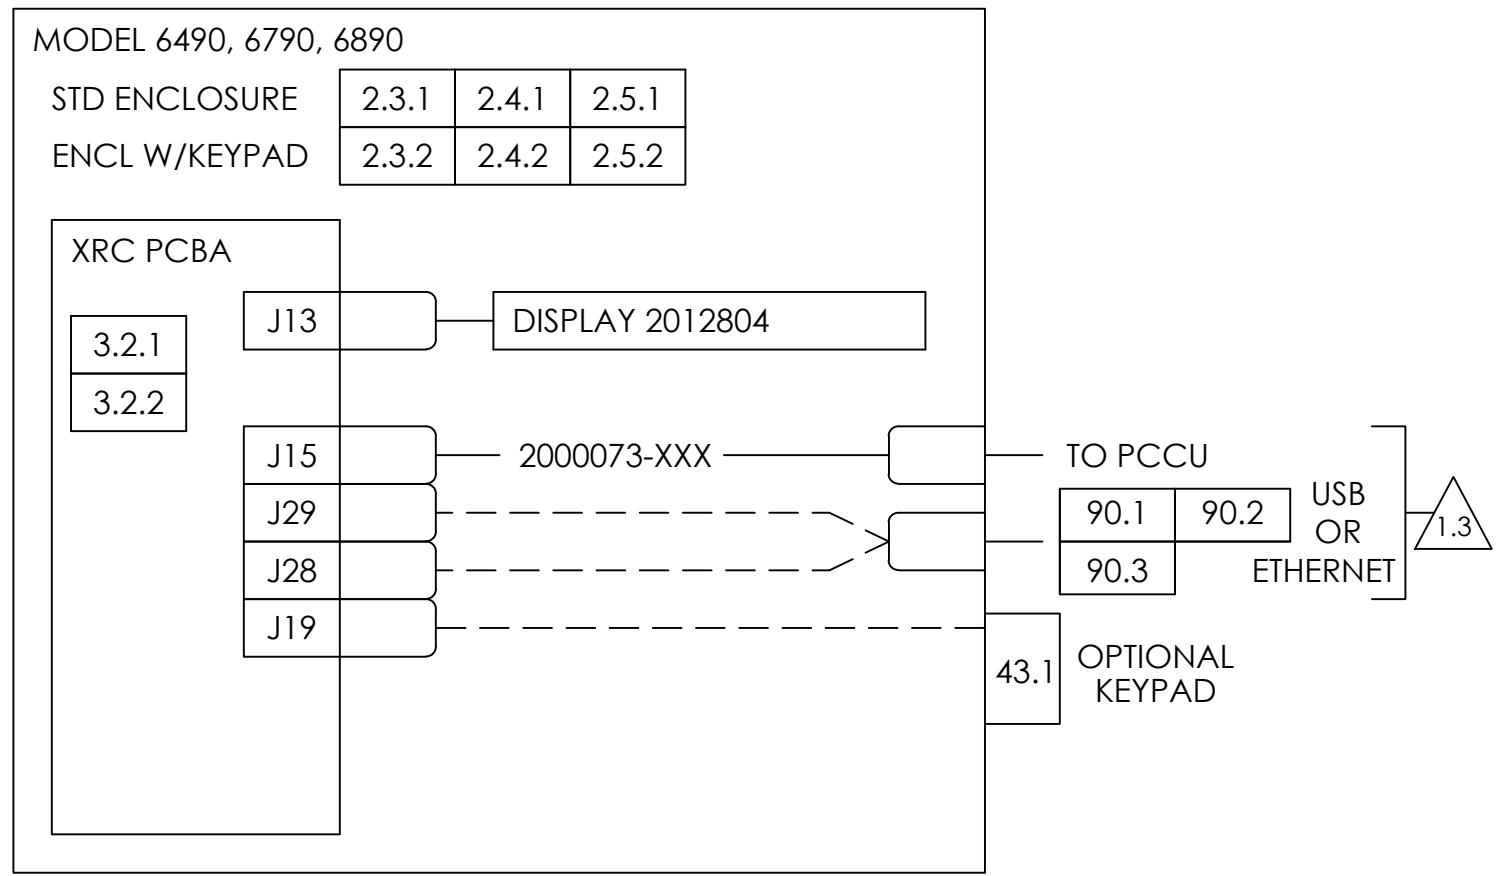 MODEL 6490, 6790, 6890
STD ENCLOSURE 2.3.1 2.4.1 2.5.1
ENCL W/KEYPAD 2.3.2 2.4.2 2.5.2
XRC PCBA
3.2.1
3.2.2
J13 DISPLAY 2012804
J15 2000073-XXX TO PCCU
J29 90.1 90.2
J28 90.3
USB
OR
ETHERNET
1.3
J19
43.1
OPTIONAL
KEYPAD